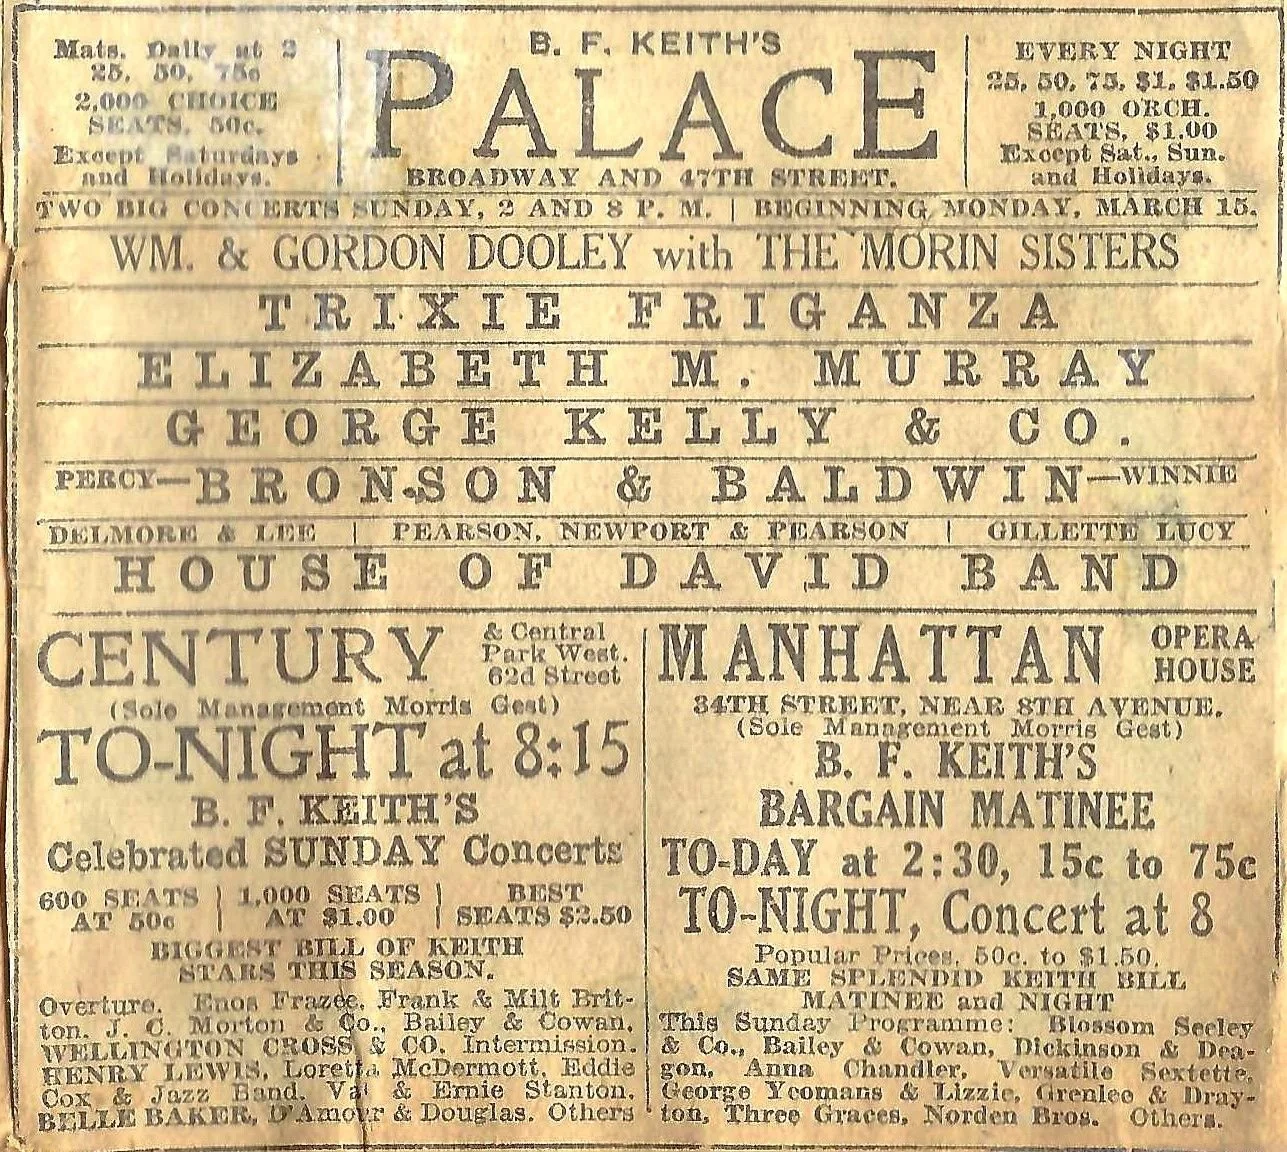 Mats. Daily at 2
25, 50, 75c
2,000 CHOICE
SEATS, 50c.
Except Saturdays
and Holidays.
B. F. KEITH'S
PALACE
BROADWAY AND 47TH STREET.
EVERY NIGHT
25, 50, 75, $1, $1.50
1,000 ORCH.
SEATS, $1.00
Except Sat., Sun.
and Holidays.
TWO BIG CONCERTS SUNDAY, 2 AND 8 P. M. | BEGINNING MONDAY, MARCH 15.
WM. & GORDON DOOLEY with THE MORIN SISTERS
TRIXIE FRIGANZA
ELIZABETH M. MURRAY
GEORGE KELLY & CO.
PERCY—BRONSON & BALDWIN—WINNIE
DELMORE & LEE | PEARSON, NEWPORT & PEARSON | GILLETTE LUCY
HOUSE OF DAVID BAND
CENTURY
& Central
Park West.
62d Street
(Sole Management Morris Gest)
TO-NIGHT at 8:15
B. F. KEITH'S
Celebrated SUNDAY Concerts
600 SEATS | 1,000 SEATS | BEST
AT 50c | AT $1.00 | SEATS $2.50
BIGGEST BILL OF KEITH
STARS THIS SEASON.
Overture. Enos Frazee, Frank & Milt Brit-
ton. J. C. Morton & Co., Bailey & Cowan,
WELLINGTON CROSS & CO. Intermission.
HENRY LEWIS, Loretta McDermott, Eddie
Cox & Jazz Band. Val & Ernie Stanton.
BELLE BAKER, D'Amour & Douglas. Others
MANHATTAN
OPERA
HOUSE
34TH STREET, NEAR 8TH AVENUE.
(Sole Management Morris Gest)
B. F. KEITH'S
BARGAIN MATINEE
TO-DAY at 2:30, 15c to 75c
TO-NIGHT, Concert at 8
Popular Prices, 50c. to $1.50.
SAME SPLENDID KEITH BILL
MATINEE and NIGHT
This Sunday Programme: Blossom Seeley
& Co., Bailey & Cowan, Dickinson & Dea-
gon, Anna Chandler, Versatile Sextette,
George Yeomans & Lizzie, Grenlee & Dray-
ton, Three Graces, Norden Bros. Others.